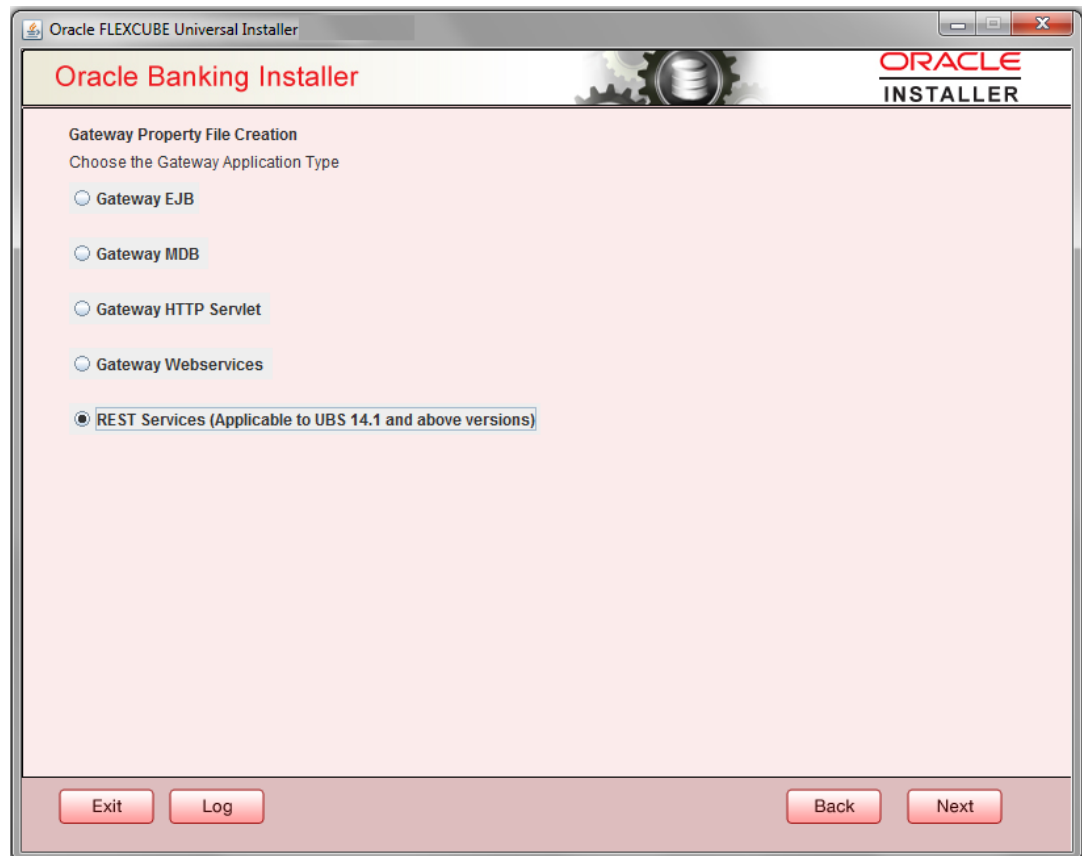 Oracle FLEXCUBE Universal Installer
Oracle Banking Installer
ORACLE
INSTALLER
Gateway Property File Creation
Choose the Gateway Application Type
Gateway EJB
Gateway MDB
Gateway HTTP Servlet
Gateway Webservices
REST Services (Applicable to UBS 14.1 and above versions)
Exit
Log
Back
Next